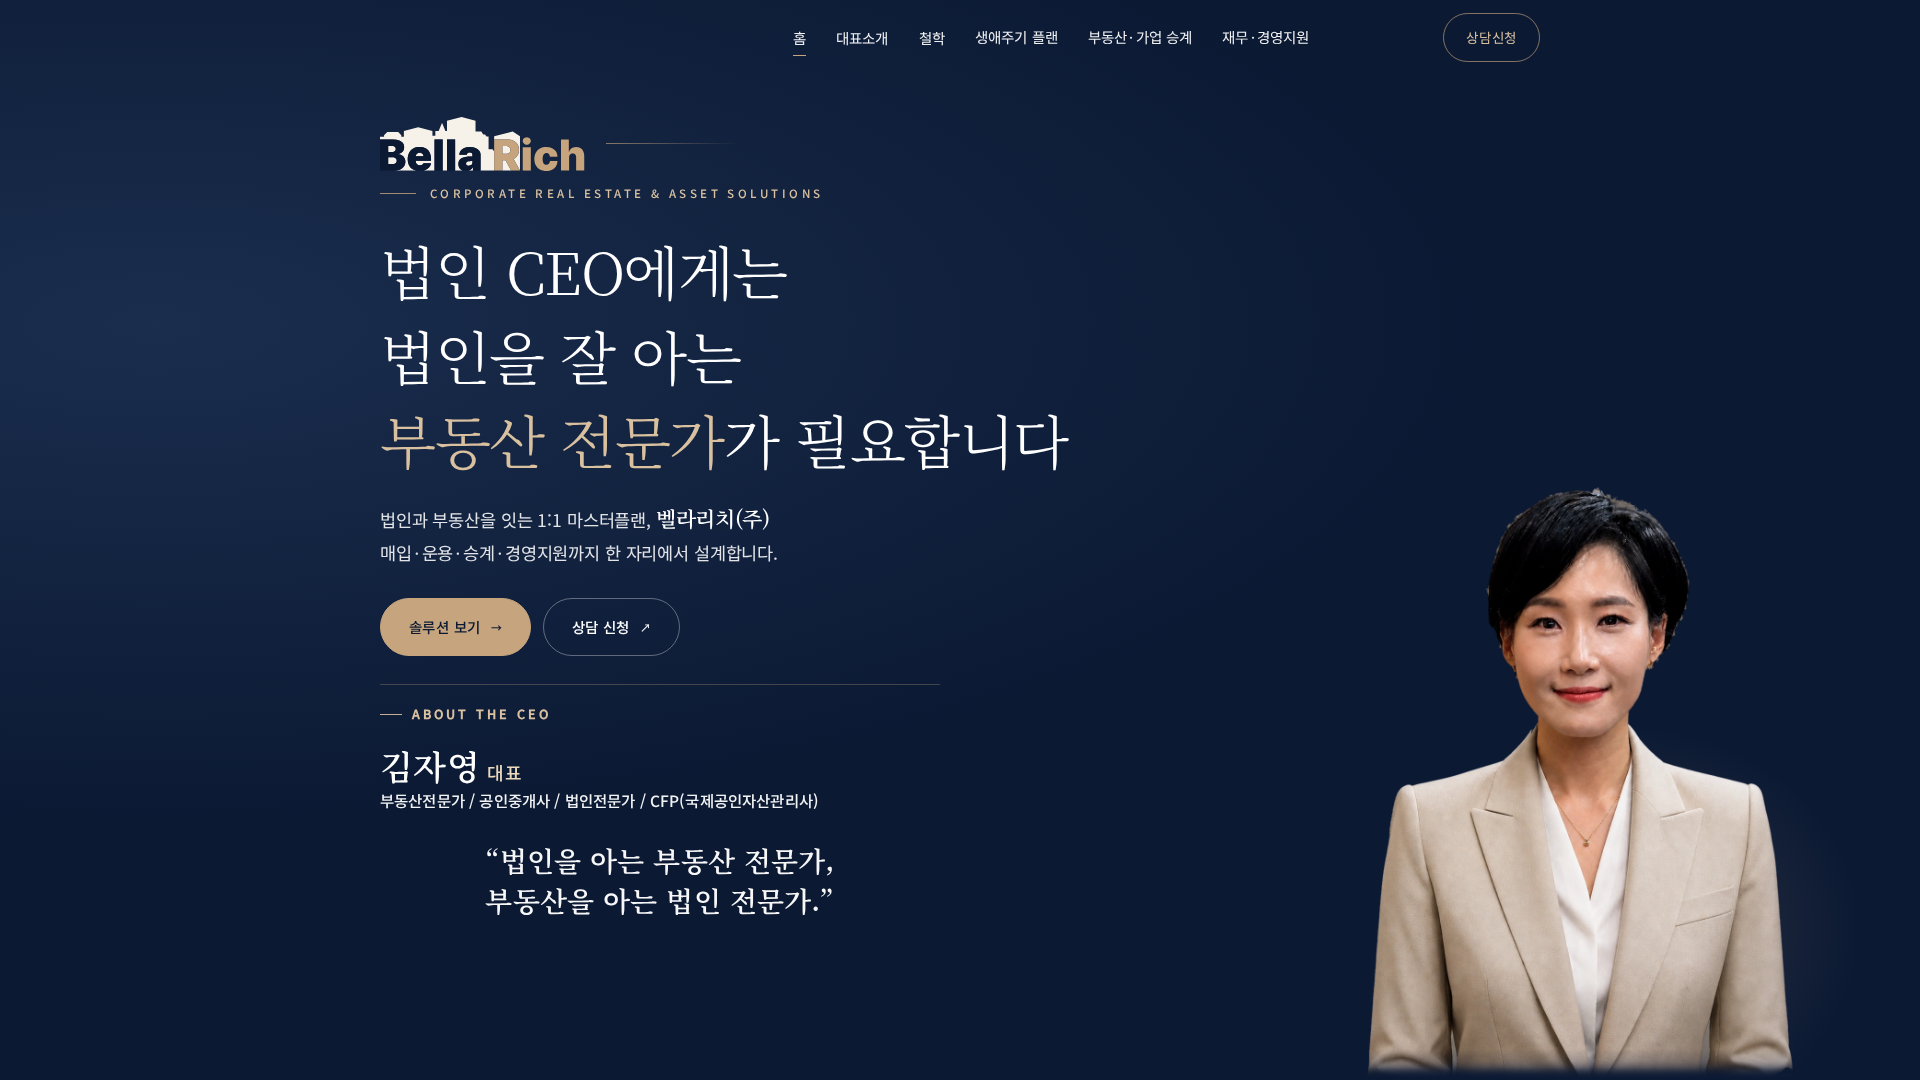 홈 대표소개 철학 생애주기 플랜 부동산·가업 승계 재무·경영지원 상담신청
Bella Rich
CORPORATE REAL ESTATE & ASSET SOLUTIONS
법인 CEO에게는
법인을 잘 아는
부동산 전문가가 필요합니다
법인과 부동산을 잇는 1:1 마스터플랜, 벨라리치(주)
매입·운용·승계·경영지원까지 한 자리에서 설계합니다.
솔루션 보기 → 상담 신청 ↗
ABOUT THE CEO
김자영 대표
부동산전문가 / 공인중개사 / 법인전문가 / CFP(국제공인자산관리사)
“법인을 아는 부동산 전문가,
부동산을 아는 법인 전문가.”